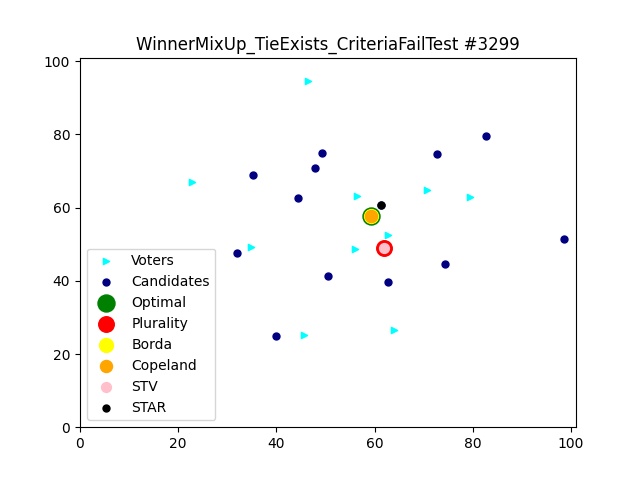 WinnerMixUp_TieExists_CriteriaFailTest #3299
100
80
60
40
20
0
Voters
Candidates
Optimal
Plurality
Borda
Copeland
STV
STAR
0 20 40 60 80 100